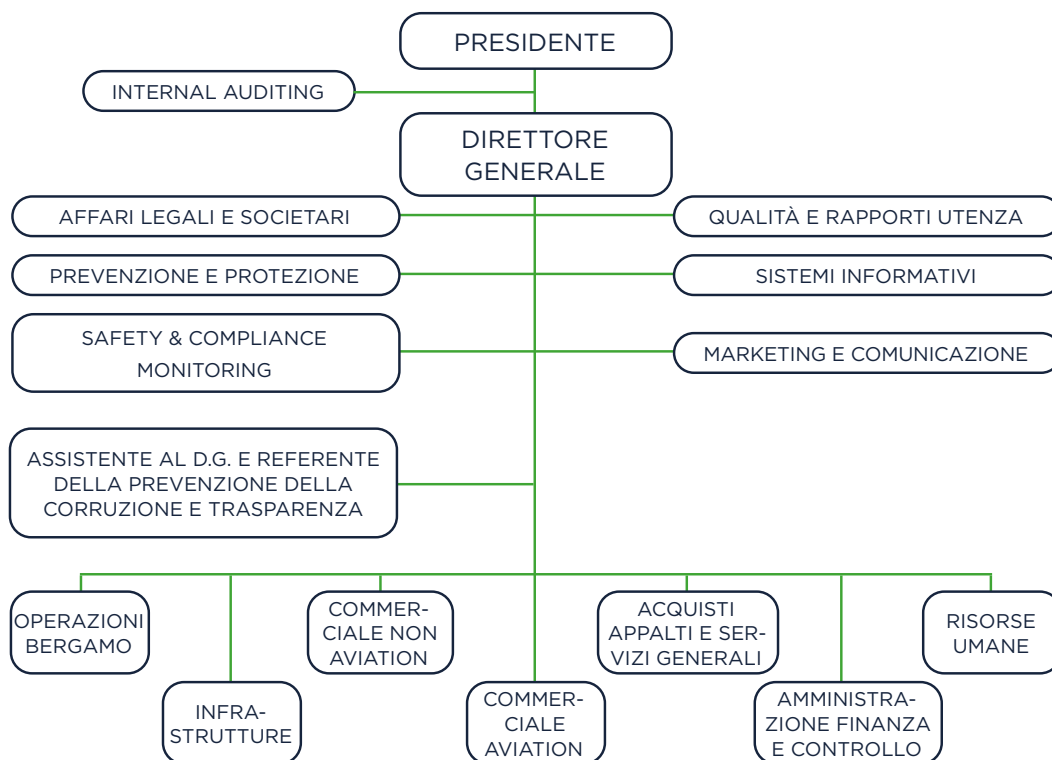 PRESIDENTE
INTERNAL AUDITING
DIRETTORE
GENERALE
AFFARI LEGALI E SOCIETARI
QUALITÀ E RAPPORTI UTENZA
PREVENZIONE E PROTEZIONE
SISTEMI INFORMATIVI
SAFETY & COMPLIANCE
MONITORING
MARKETING E COMUNICAZIONE
ASSISTENTE AL D.G. E REFERENTE
DELLA PREVENZIONE DELLA
CORRUZIONE E TRASPARENZA
OPERAZIONI
BERGAMO
COMMER-
CIALE NON
AVIATION
ACQUISTI
APPALTI E SER-
VIZI GENERALI
RISORSE
UMANE
INFRA-
STRUTTURE
COMMER-
CIALE
AVIATION
AMMINISTRA-
ZIONE FINANZA
E CONTROLLO